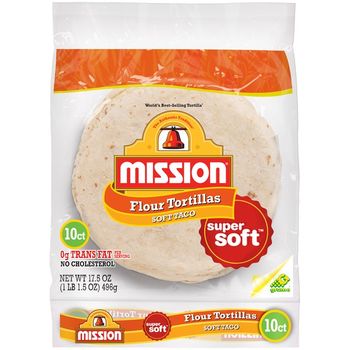 World's Best-Selling Tortilla*
The Authentic Tradition
MISSION
Flour Tortillas
SOFT TACO
super
soft™
10ct
0g TRANS FAT PER
SERVING
NO CHOLESTEROL
NET WT 17.5 OZ
(1 LB 1.5 OZ) 496g
MISSION
super
soft
Flour Tortillas
SOFT TACO
10ct